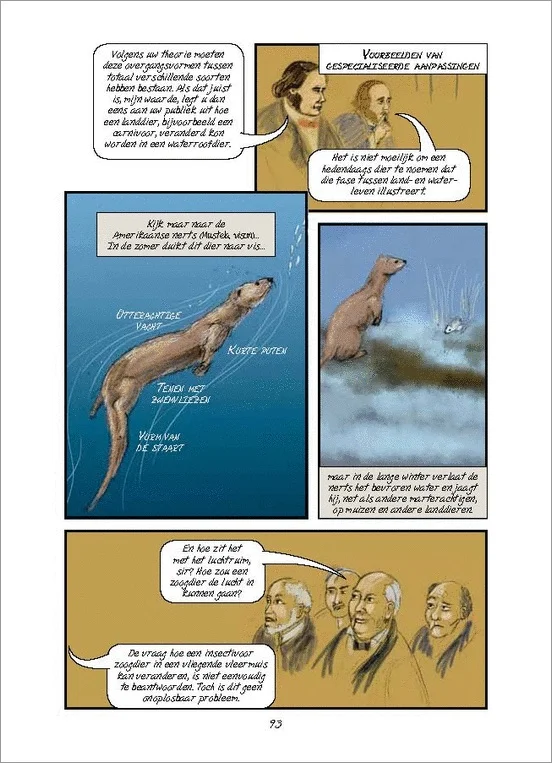 Volgens uw theorie moeten
deze overgangsvormen tussen
totaal verschillende soorten
hebben bestaan. Als dat juist
is, mijn waarde, legt u dan
eens aan uw publiek uit hoe
een landdier, bijvoorbeeld een
carnivoor, veranderd kon
worden in een waterroofdier.
VOORBEELDEN VAN
GESPECIALISEERDE AANPASSINGEN
Het is niet moeilijk om een
hedendaags dier te noemen dat
die fase tussen land- en water-
leven illustreert.
Kijk maar naar de
Amerikaanse nerts (Mustela vison)...
In de zomer duikt dit dier naar vis...
OTTERACHTIGE
VACHT
KORTE POTEN
TENEN MET
ZWEMVLIEZEN
VORM VAN
DE STAART
maar in de lange winter verlaat de
nerts het bevroren water en jaagt
hij, net als andere marterachtigen,
op muizen en andere landdieren.
En hoe zit het
met het luchtruim,
sir? Hoe zou een
zoogdier de lucht in
kunnen gaan?
De vraag hoe een insectivoor
zoogdier in een vliegende vleermuis
kan veranderen, is niet eenvoudig
te beantwoorden. Toch is dit geen
onoplosbaar probleem.
93